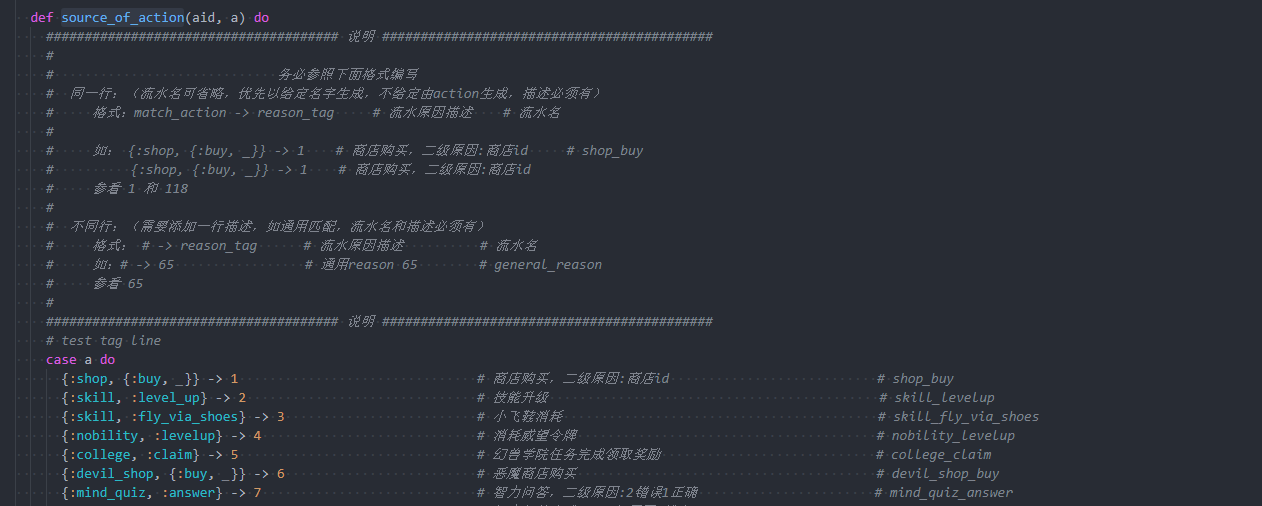 def source_of_action(aid, a) do
###################################### 说明 ###########################################
#
# 务必参照下面格式编写
# 同一行：（流水名可省略，优先以给定名字生成，不给定由action生成，描述必须有）
# 格式：match_action -> reason_tag # 流水原因描述 # 流水名
#
# 如： {:shop, {:buy, _}} -> 1 # 商店购买，二级原因:商店id # shop_buy
# {:shop, {:buy, _}} -> 1 # 商店购买，二级原因:商店id
# 参看 1 和 118
#
# 不同行：（需要添加一行描述，如通用匹配，流水名和描述必须有）
# 格式： # -> reason_tag # 流水原因描述 # 流水名
# 如：# -> 65 # 通用reason 65 # general_reason
# 参看 65
#
###################################### 说明 ###########################################
# test tag line
case a do
{:shop, {:buy, _}} -> 1 # 商店购买，二级原因:商店id # shop_buy
{:skill, :level_up} -> 2 # 技能升级 # skill_levelup
{:skill, :fly_via_shoes} -> 3 # 小飞鞋消耗 # skill_fly_via_shoes
{:nobility, :levelup} -> 4 # 消耗威望令牌 # nobility_levelup
{:college, :claim} -> 5 # 幻兽学院任务完成领取奖励 # college_claim
{:devil_shop, {:buy, _}} -> 6 # 恶魔商店购买 # devil_shop_buy
{:mind_quiz, :answer} -> 7 # 智力问答，二级原因:2错误1正确 # mind_quiz_answer